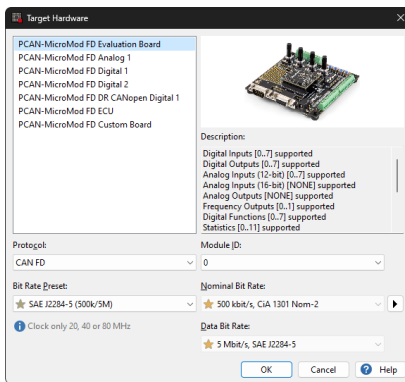 Target Hardware
PCAN-MicroMod FD Evaluation Board
PCAN-MicroMod FD Analog 1
PCAN-MicroMod FD Digital 1
PCAN-MicroMod FD Digital 2
PCAN-MicroMod FD DR CANopen Digital 1
PCAN-MicroMod FD ECU
PCAN-MicroMod FD Custom Board
Description:
Digital Inputs [0..7] supported
Digital Outputs [0..7] supported
Analog Inputs (12-bit) [0..7] supported
Analog Inputs (16-bit) [NONE] supported
Analog Outputs [NONE] supported
Frequency Outputs [0..1] supported
Digital Functions [0..7] supported
Statistics [0..11] supported
Protocol:
CAN FD
Module ID:
0
Bit Rate Preset:
SAE J2284-5 (500k/5M)
Clock only 20, 40 or 80 MHz
Nominal Bit Rate:
500 kbit/s, CiA 1301 Nom-2
Data Bit Rate:
5 Mbit/s, SAE J2284-5
OK
Cancel
Help